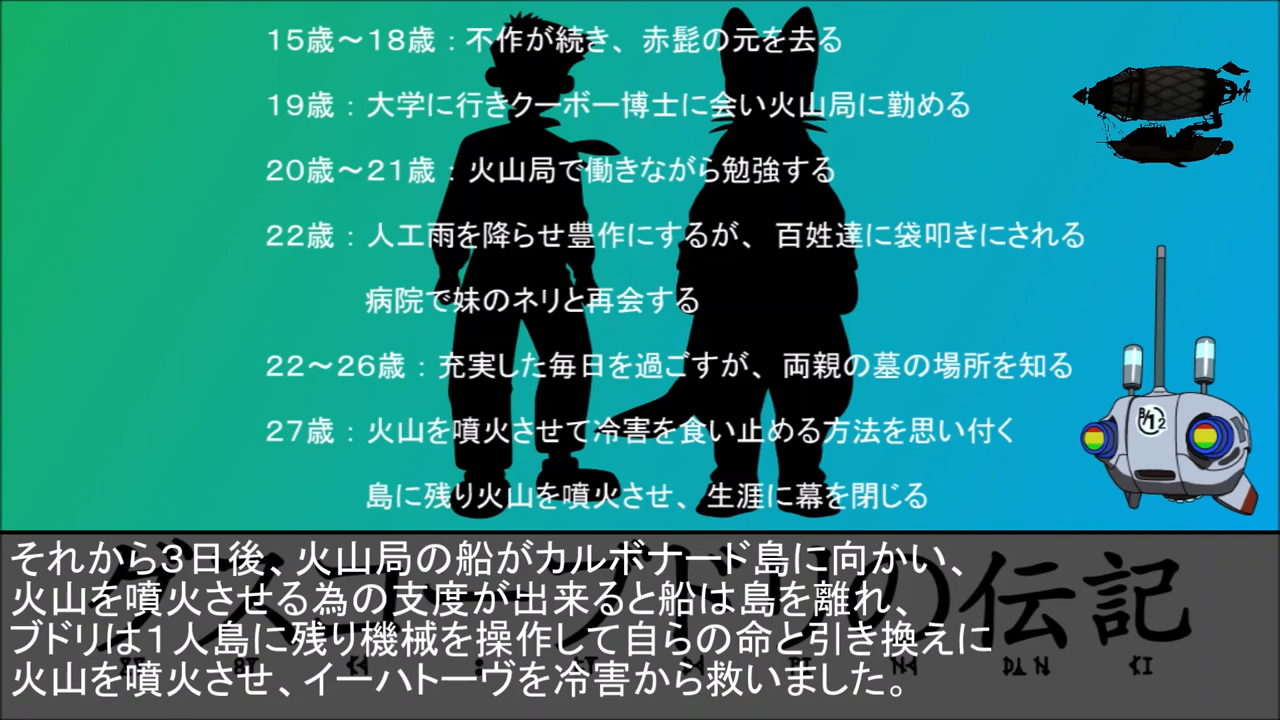 15歳～18歳：不作が続き、赤髭の元を去る
19歳：大学に行きクーボー博士に会い火山局に勤める
20歳～21歳：火山局で働きながら勉強する
22歳：人工雨を降らせ豊作にするが、百姓達に袋叩きにされる
病院で妹のネリと再会する
22～26歳：充実した毎日を過ごすが、両親の墓の場所を知る
27歳：火山を噴火させて冷害を食い止める方法を思い付く
島に残り火山を噴火させ、生涯に幕を閉じる
B/12
それから３日後、火山局の船がカルボナード島に向かい、
火山を噴火させる為の支度が出来ると船は島を離れ、
ブドリは１人島に残り機械を操作して自らの命と引き換えに
火山を噴火させ、イーハトーヴを冷害から救いました。
の伝記